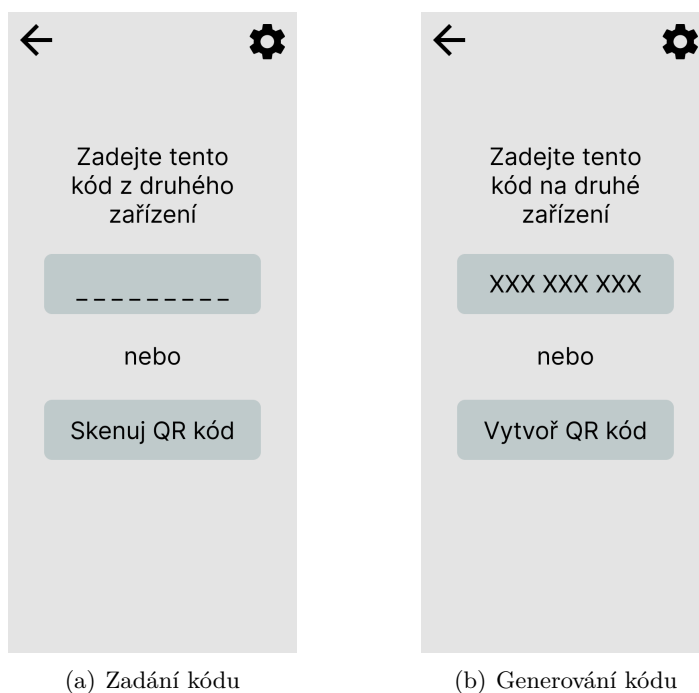 Zadejte tento
kód z druhého
zařízení
_ _ _ _ _ _ _ _ _
nebo
Skenuj QR kód
(a) Zadání kódu
Zadejte tento
kód na druhé
zařízení
XXX XXX XXX
nebo
Vytvoř QR kód
(b) Generování kódu